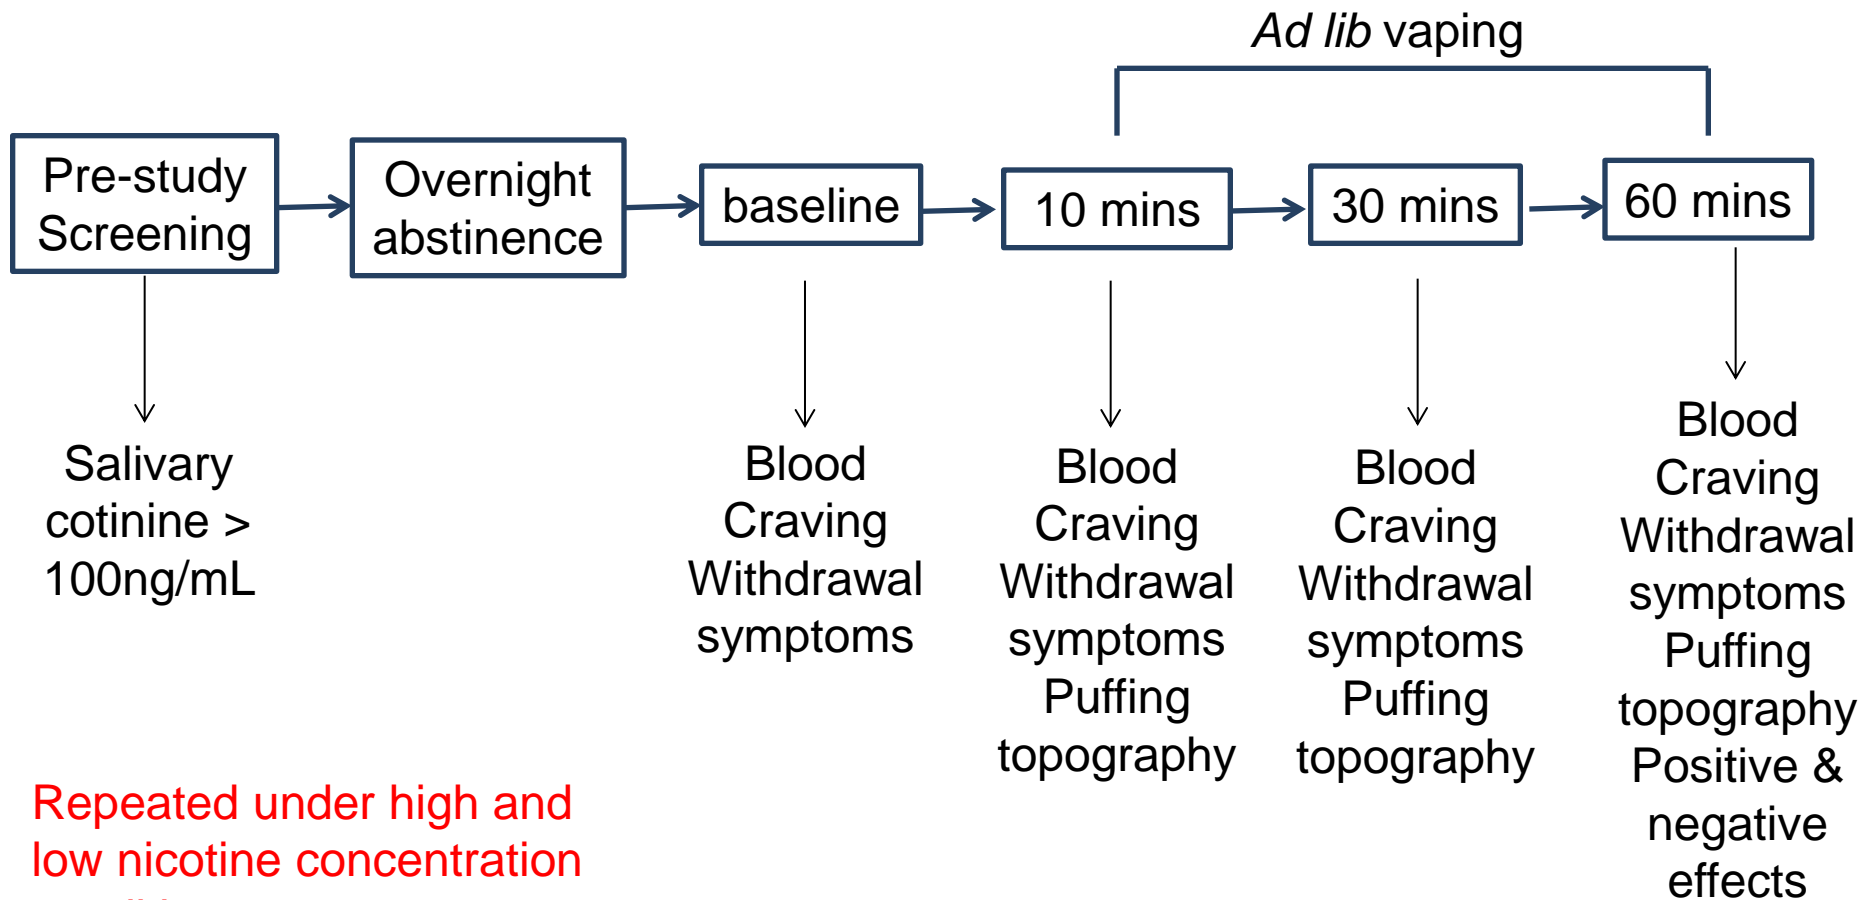 Ad lib vaping
Pre-study
Screening
Overnight
abstinence
baseline
10 mins
30 mins
60 mins
Salivary
cotinine >
100ng/mL
Blood
Craving
Withdrawal
symptoms
Blood
Craving
Withdrawal
symptoms
Puffing
topography
Blood
Craving
Withdrawal
symptoms
Puffing
topography
Blood
Craving
Withdrawal
symptoms
Puffing
topography
Positive &
negative
effects
Repeated under high and
low nicotine concentration